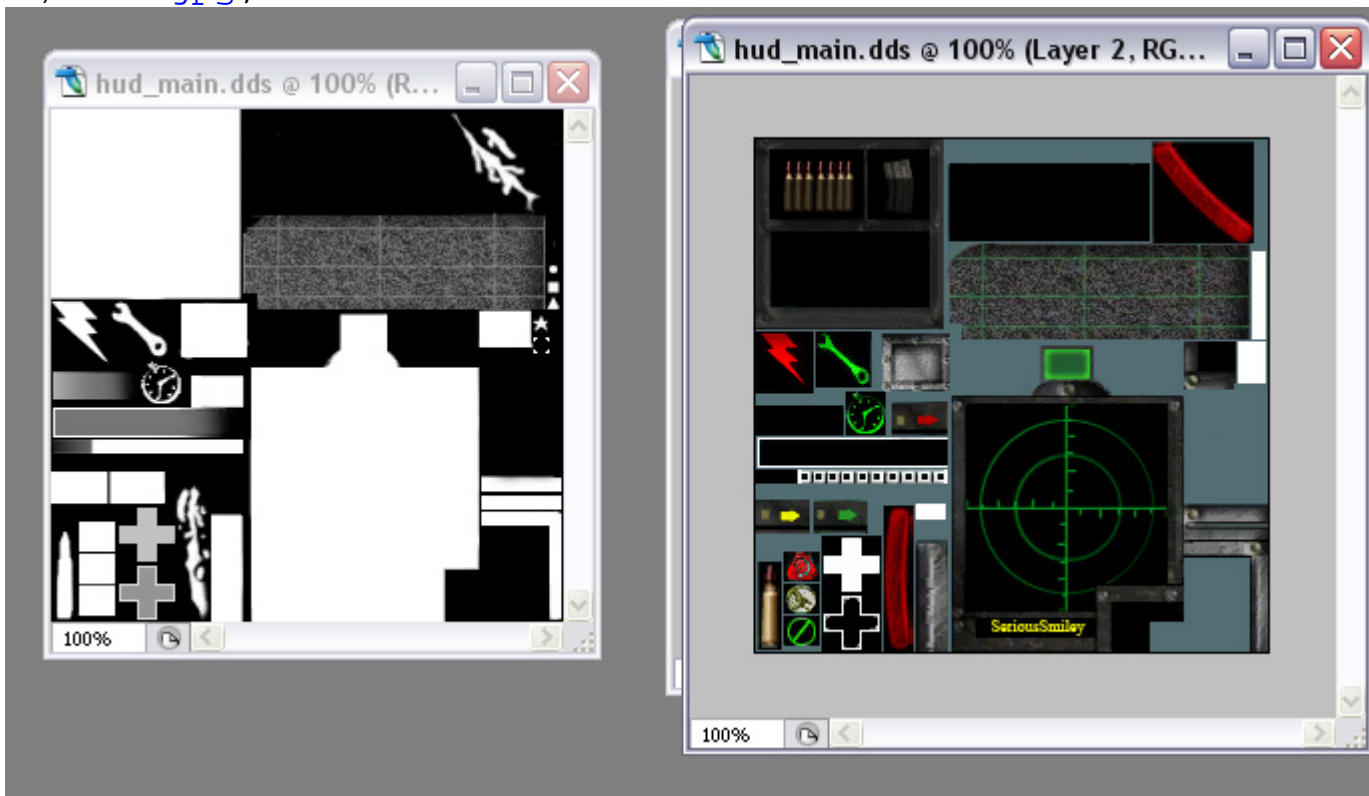 hud_main.dds @ 100% (R...
hud_main.dds @ 100% (Layer 2, RG...
SeriousSmiley
100%
100%